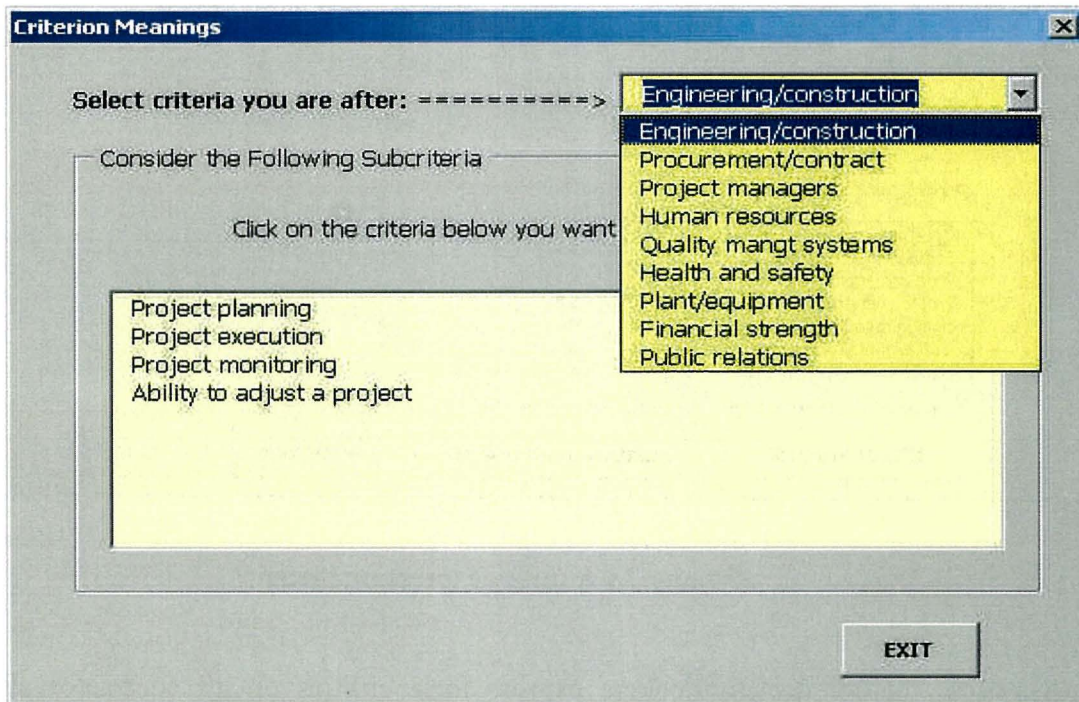 Criterion Meanings
Select criteria you are after: ==========> Engineering/construction
Engineering/construction
Procurement/contract
Project managers
Human resources
Quality mangt systems
Health and safety
Plant/equipment
Financial strength
Public relations
Consider the Following Subcriteria
Click on the criteria below you want
Project planning
Project execution
Project monitoring
Ability to adjust a project
EXIT